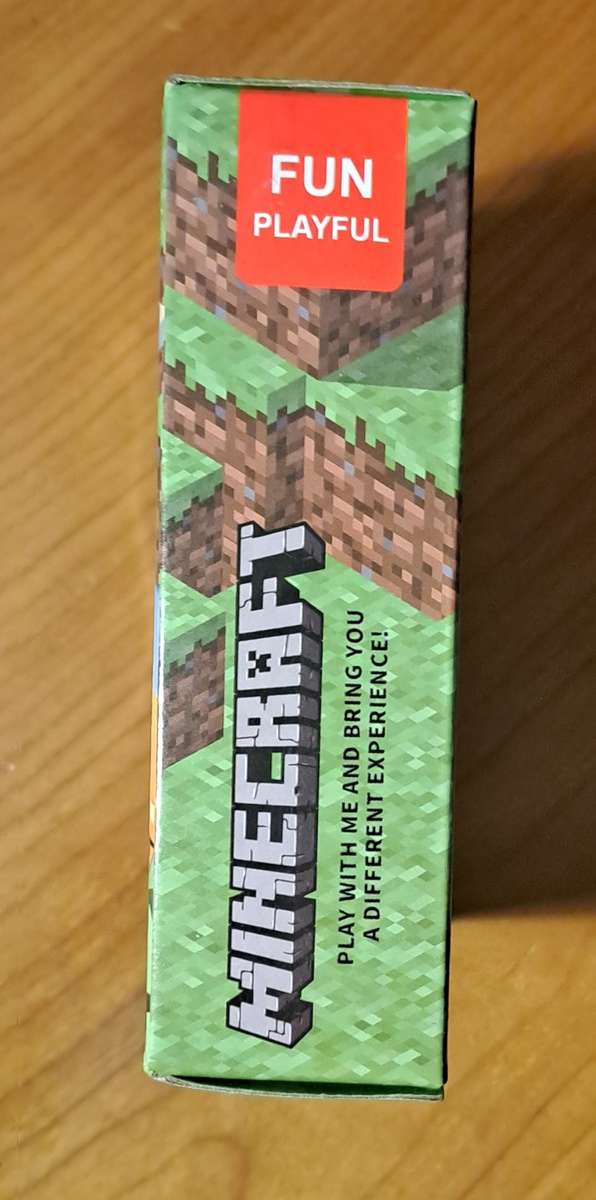 FUN
PLAYFUL
MINECRAFT
PLAY WITH ME AND BRING YOU
A DIFFERENT EXPERIENCE!